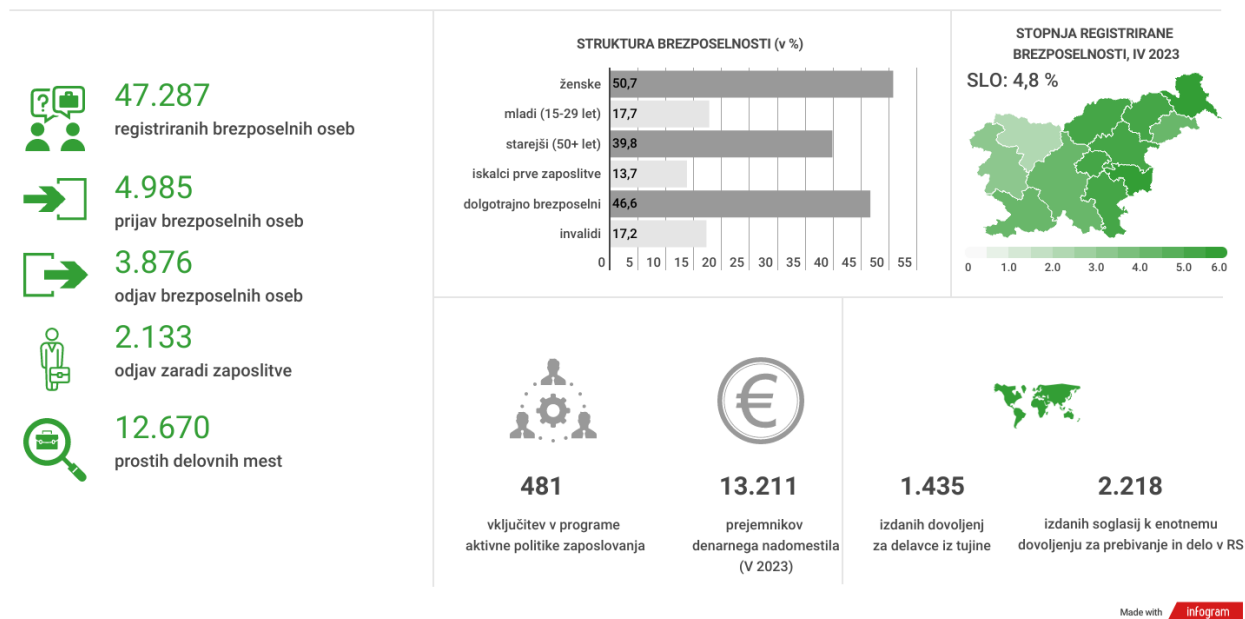 47.287
registriranih brezposelnih oseb
4.985
prijav brezposelnih oseb
3.876
odjav brezposelnih oseb
2.133
odjav zaradi zaposlitve
12.670
prostih delovnih mest
STRUKTURA BREZPOSELNOSTI (v %)
ženske 50,7
mladi (15-29 let) 17,7
starejši (50+ let) 39,8
iskalci prve zaposlitve 13,7
dolgotrajno brezposelni 46,6
invalidi 17,2
0 5 10 15 20 25 30 35 40 45 50 55
STOPNJA REGISTRIRANE
BREZPOSELNOSTI, IV 2023
SLO: 4,8 %
0 1.0 2.0 3.0 4.0 5.0 6.0
?
€
481
vključitev v programe
aktivne politike zaposlovanja
13.211
prejemnikov
denarnega nadomestila
(V 2023)
1.435
izdanih dovoljenj
za delavce iz tujine
2.218
izdanih soglasij k enotnemu
dovoljenju za prebivanje in delo v RS
Made with infogram